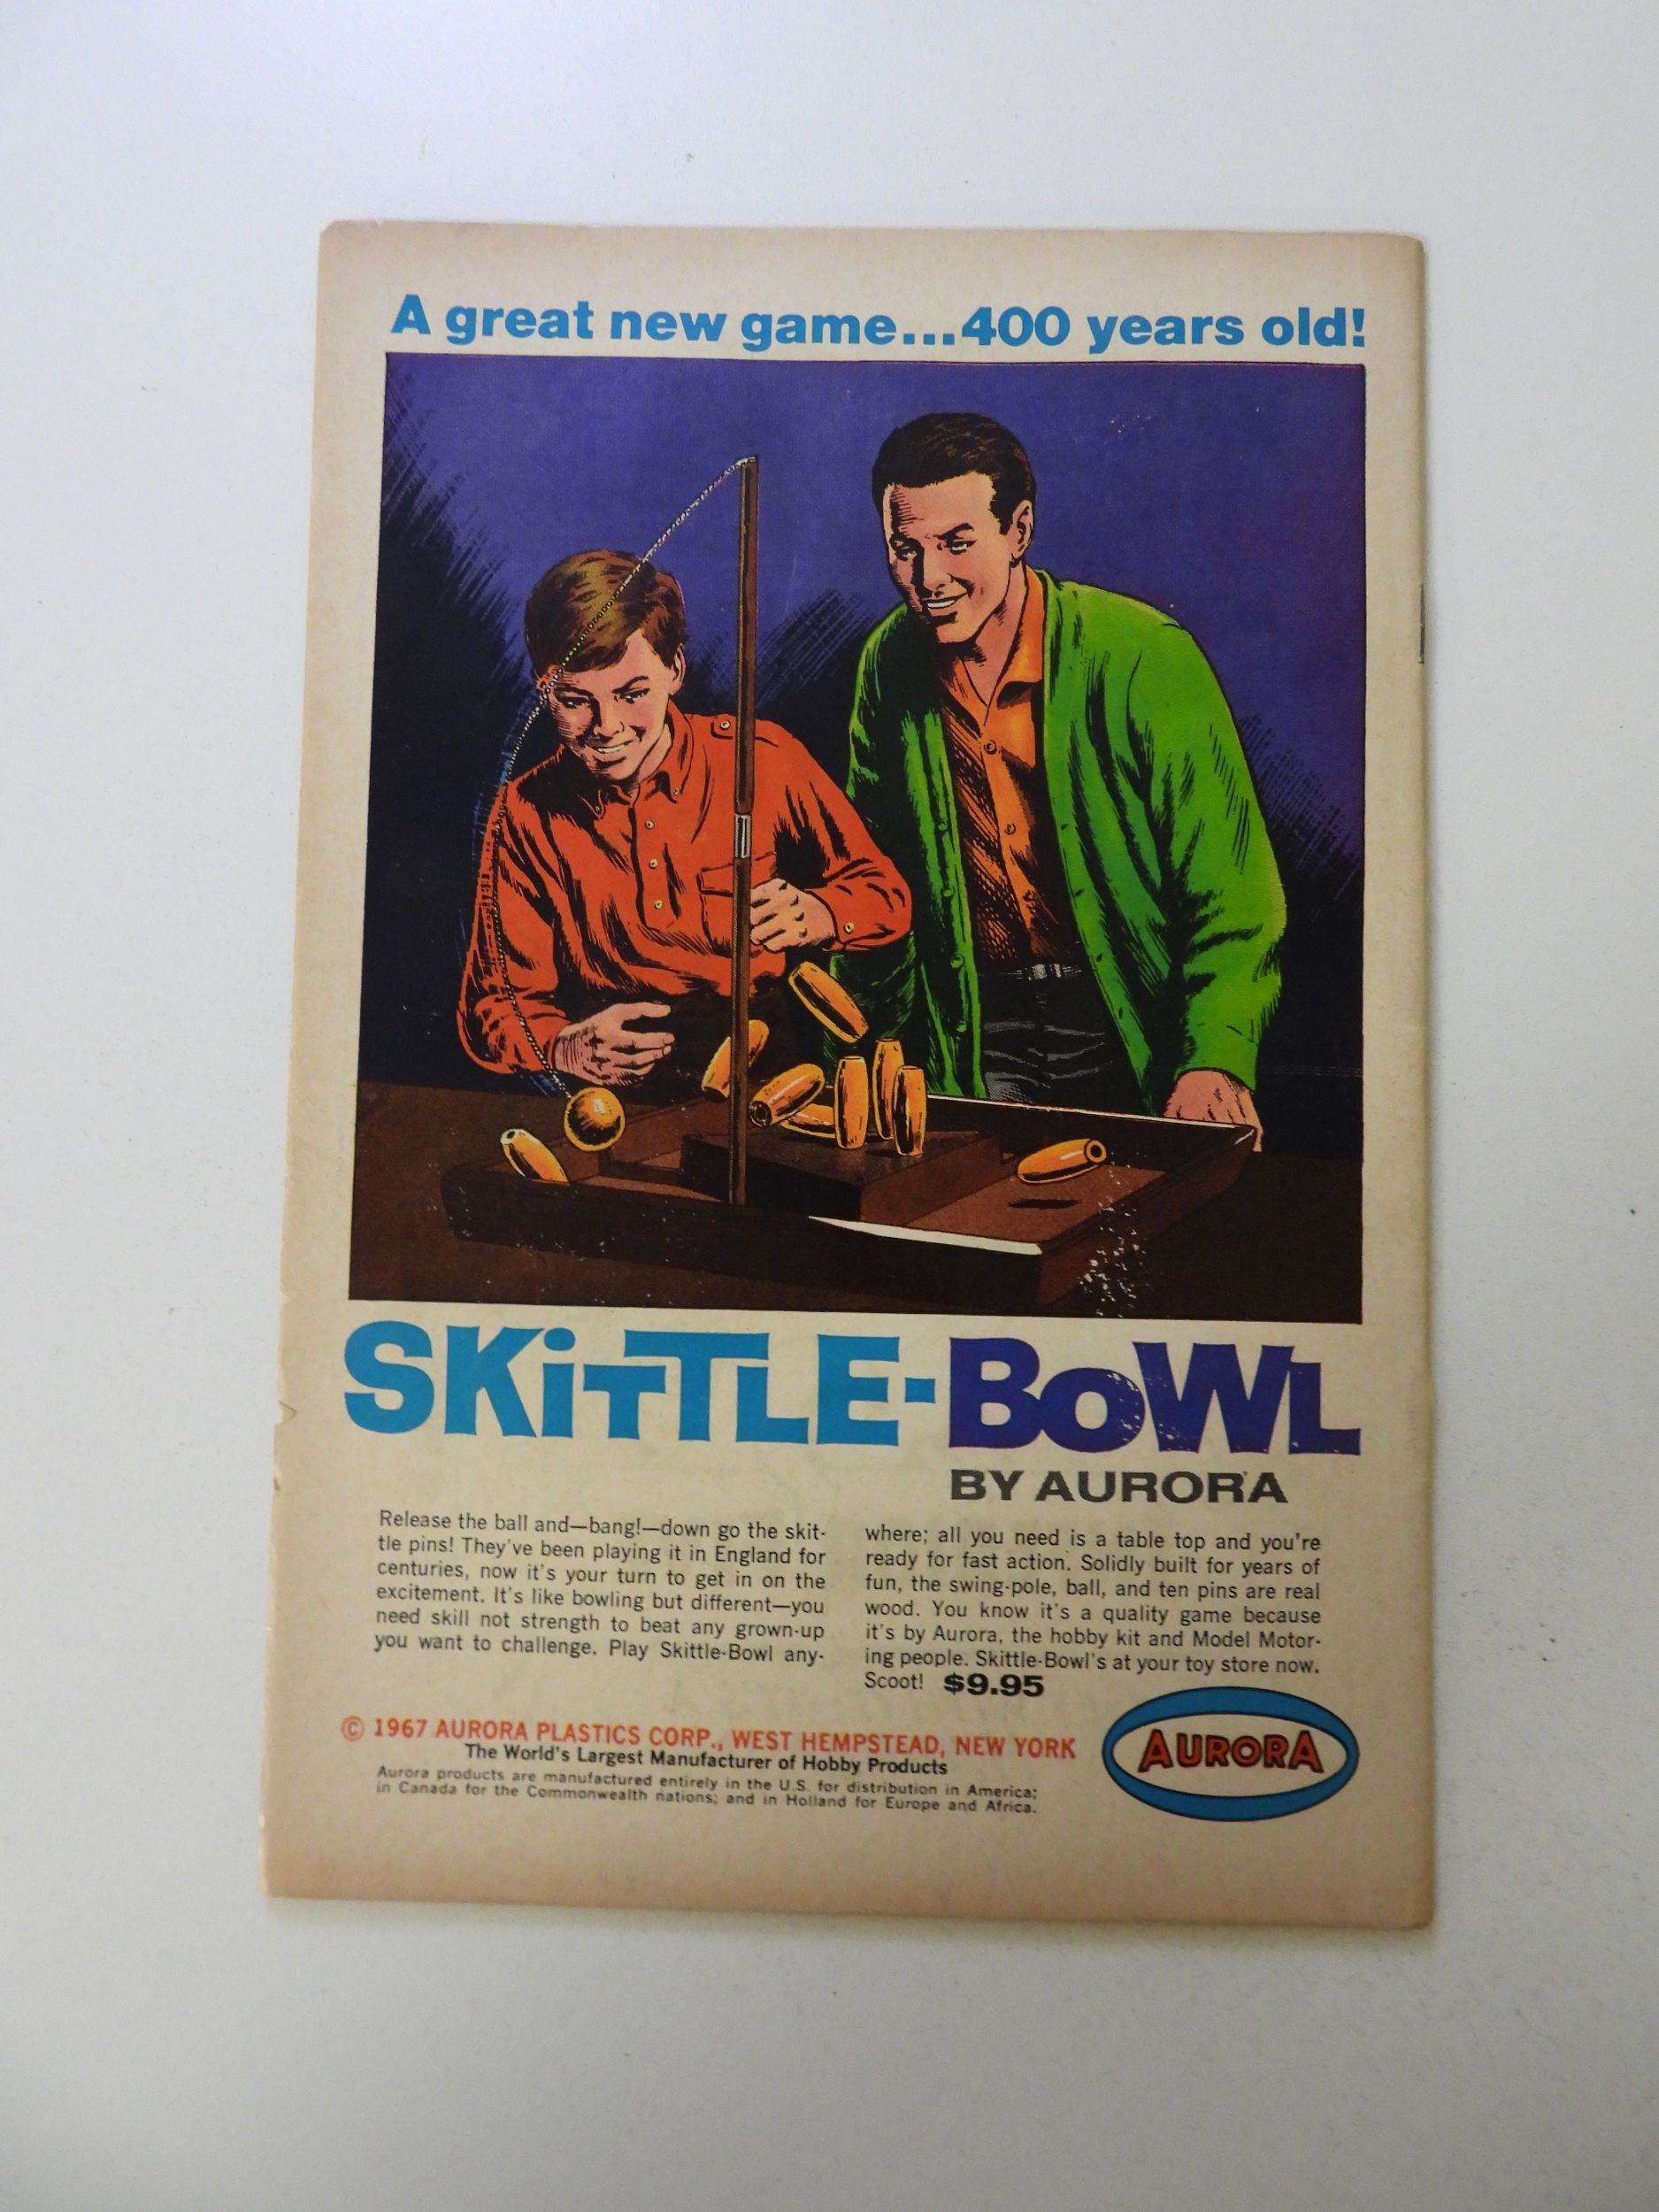 A great new game...400 years old!
SKiTTLE-BoWL
BY AURORA
Release the ball and—bang!—down go the skit-
tle pins! They've been playing it in England for
centuries, now it's your turn to get in on the
excitement. It's like bowling but different—you
need skill not strength to beat any grown-up
you want to challenge. Play Skittle-Bowl any-
where; all you need is a table top and you're
ready for fast action. Solidly built for years of
fun, the swing-pole, ball, and ten pins are real
wood. You know it's a quality game because
it's by Aurora, the hobby kit and Model Motor-
ing people. Skittle-Bowl's at your toy store now.
Scoot! $9.95
© 1967 AURORA PLASTICS CORP., WEST HEMPSTEAD, NEW YORK
The World's Largest Manufacturer of Hobby Products
Aurora products are manufactured entirely in the U.S. for distribution in America;
in Canada for the Commonwealth nations; and in Holland for Europe and Africa.
AURORA